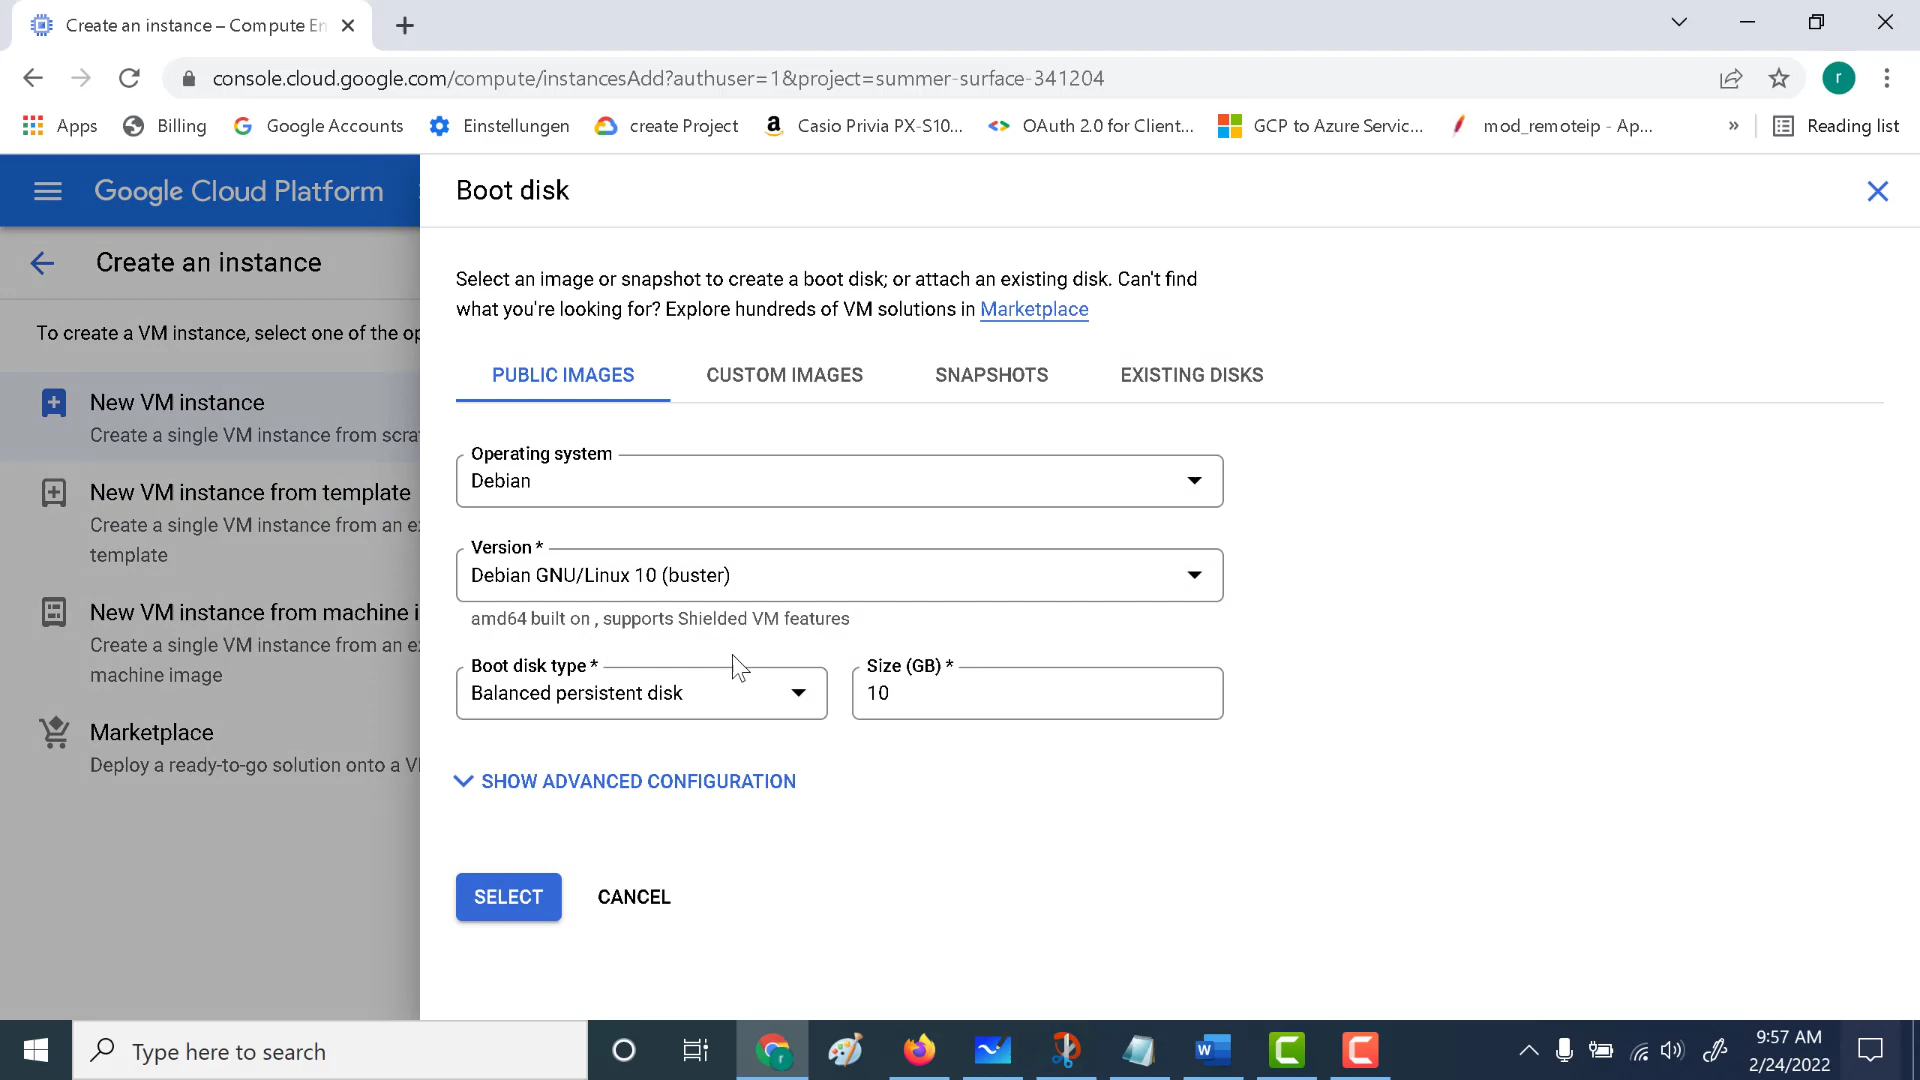 Create an instance – Compute En
console.cloud.google.com/compute/instancesAdd?authuser=1&project=summer-surface-341204
r
Apps
Billing
Google Accounts
Einstellungen
create Project
Casio Privia PX-S10...
OAuth 2.0 for Client...
GCP to Azure Servic...
mod_remoteip - Ap...
»
Reading list
Google Cloud Platform
Create an instance
To create a VM instance, select one of the op
New VM instance
Create a single VM instance from scra
New VM instance from template
Create a single VM instance from an e
template
New VM instance from machine i
Create a single VM instance from an e
machine image
Marketplace
Deploy a ready-to-go solution onto a V
Boot disk
Select an image or snapshot to create a boot disk; or attach an existing disk. Can't find
what you're looking for? Explore hundreds of VM solutions in Marketplace
PUBLIC IMAGES
CUSTOM IMAGES
SNAPSHOTS
EXISTING DISKS
Operating system
Debian
Version *
Debian GNU/Linux 10 (buster)
amd64 built on , supports Shielded VM features
Boot disk type *
Balanced persistent disk
Size (GB) *
10
SHOW ADVANCED CONFIGURATION
SELECT
CANCEL
Type here to search
9:57 AM
2/24/2022